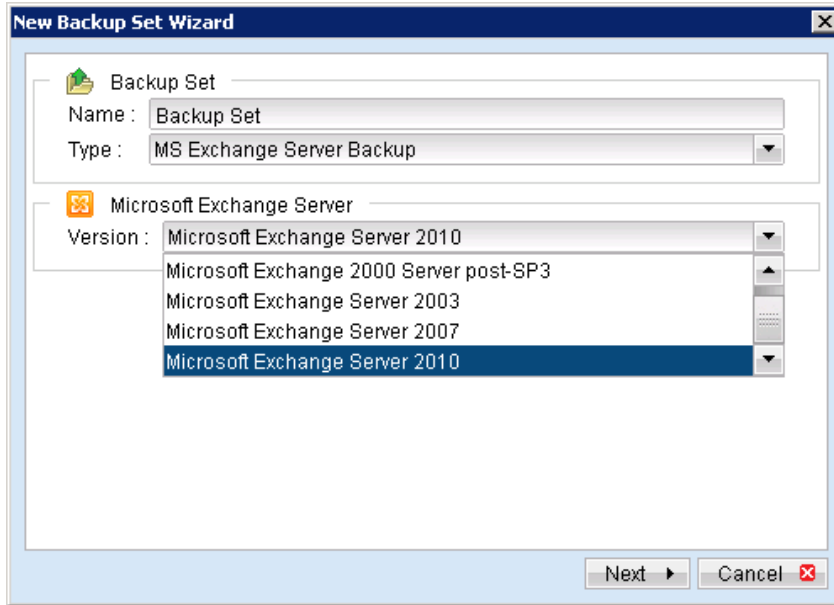 New Backup Set Wizard
Backup Set
Name : Backup Set
Type : MS Exchange Server Backup
Microsoft Exchange Server
Version : Microsoft Exchange Server 2010
Microsoft Exchange 2000 Server post-SP3
Microsoft Exchange Server 2003
Microsoft Exchange Server 2007
Microsoft Exchange Server 2010
Next Cancel